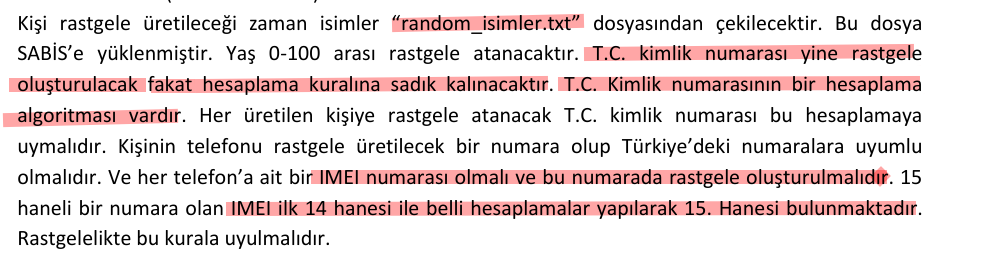 Kişi rastgele üretileceği zaman isimler “random_isimler.txt” dosyasından çekilecektir. Bu dosya
SABİS’e yüklenmiştir. Yaş 0-100 arası rastgele atanacaktır. T.C. kimlik numarası yine rastgele
oluşturulacak fakat hesaplama kuralına sadık kalınacaktır. T.C. Kimlik numarasının bir hesaplama
algoritması vardır. Her üretilen kişiye rastgele atanacak T.C. kimlik numarası bu hesaplamaya
uymalıdır. Kişinin telefonu rastgele üretilecek bir numara olup Türkiye’deki numaralara uyumlu
olmalıdır. Ve her telefon’a ait bir IMEI numarası olmalı ve bu numarada rastgele oluşturulmalıdır. 15
haneli bir numara olan IMEI ilk 14 hanesi ile belli hesaplamalar yapılarak 15. Hanesi bulunmaktadır.
Rastgelelikte bu kurala uyulmalıdır.